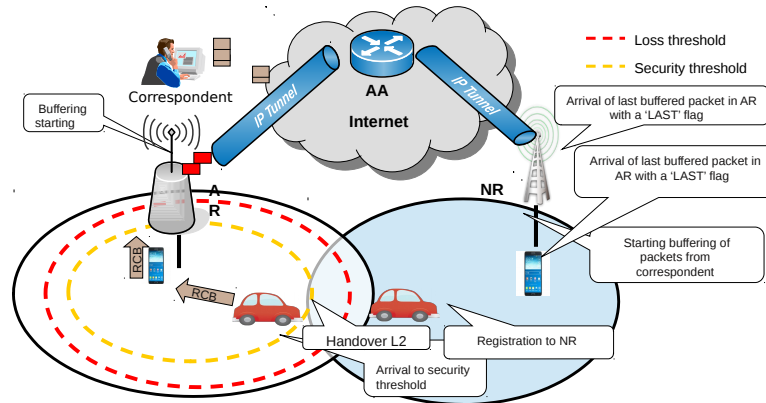 Loss threshold
Security threshold
Correspondent
AA
IP Tunnel
IP Tunnel
Internet
Buffering
starting
Arrival of last buffered packet in AR
with a ‘LAST’ flag
Arrival of last buffered packet in
AR with a ‘LAST’ flag
A
R
NR
Starting buffering of
packets from
correspondent
RCB
RCB
Handover L2
Registration to NR
Arrival to security
threshold